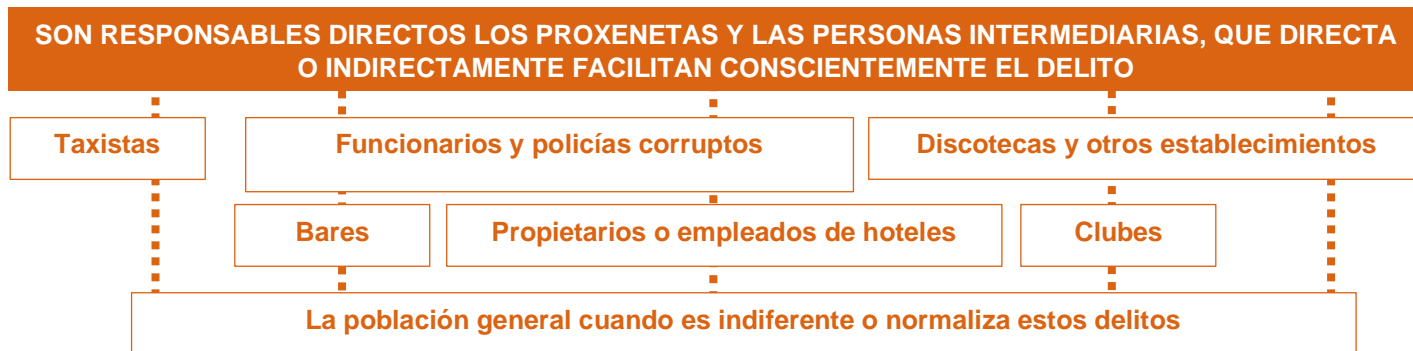 SON RESPONSABLES DIRECTOS LOS PROXENETAS Y LAS PERSONAS INTERMEDIARIAS, QUE DIRECTA
O INDIRECTAMENTE FACILITAN CONSCIENTEMENTE EL DELITO
Taxistas
Funcionarios y policías corruptos
Discotecas y otros establecimientos
Bares
Propietarios o empleados de hoteles
Clubes
La población general cuando es indiferente o normaliza estos delitos